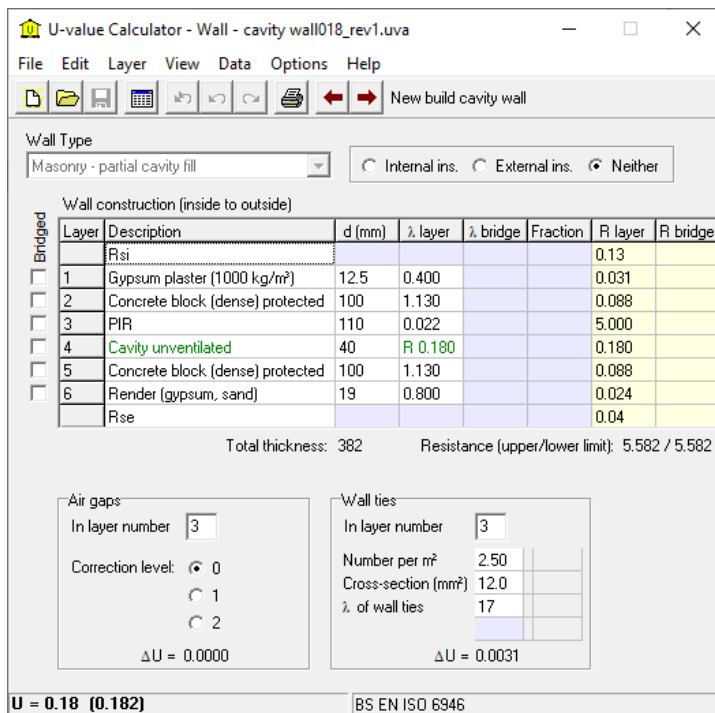 U-value Calculator - Wall - cavity wall018_rev1.uva
File Edit Layer View Data Options Help
New build cavity wall
Wall Type
Masonry - partial cavity fill
Internal ins. External ins. Neither
Wall construction (inside to outside)
Bridged
Layer Description d (mm) λ layer λ bridge Fraction R layer R bridge
Rsi 0.13
1 Gypsum plaster (1000 kg/m³) 12.5 0.400 0.031
2 Concrete block (dense) protected 100 1.130 0.088
3 PIR 110 0.022 5.000
4 Cavity unventilated 40 R 0.180 0.180
5 Concrete block (dense) protected 100 1.130 0.088
6 Render (gypsum, sand) 19 0.800 0.024
Rse 0.04
Total thickness: 382 Resistance (upper/lower limit): 5.582 / 5.582
Air gaps
In layer number 3
Correction level: 0
1
2
ΔU = 0.0000
Wall ties
In layer number 3
Number per m² 2.50
Cross-section (mm²) 12.0
λ of wall ties 17
ΔU = 0.0031
U = 0.18 (0.182)
BS EN ISO 6946